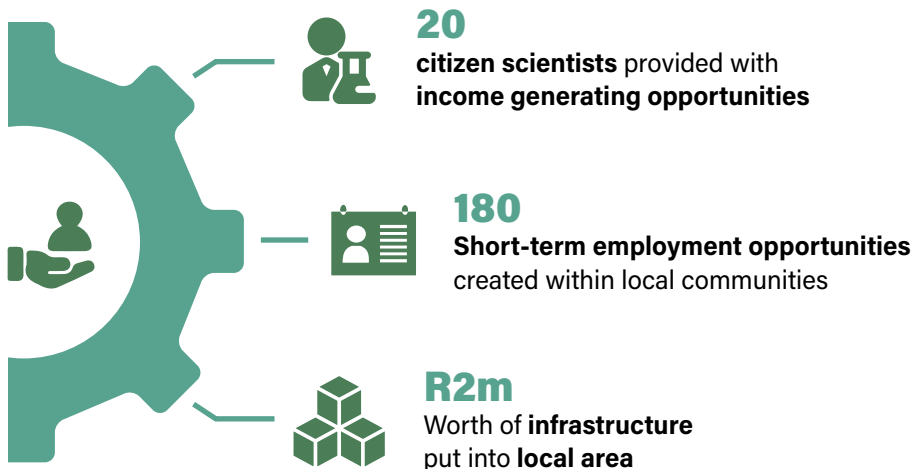 20
citizen scientists provided with
income generating opportunities
180
Short-term employment opportunities
created within local communities
R2m
Worth of infrastructure
put into local area